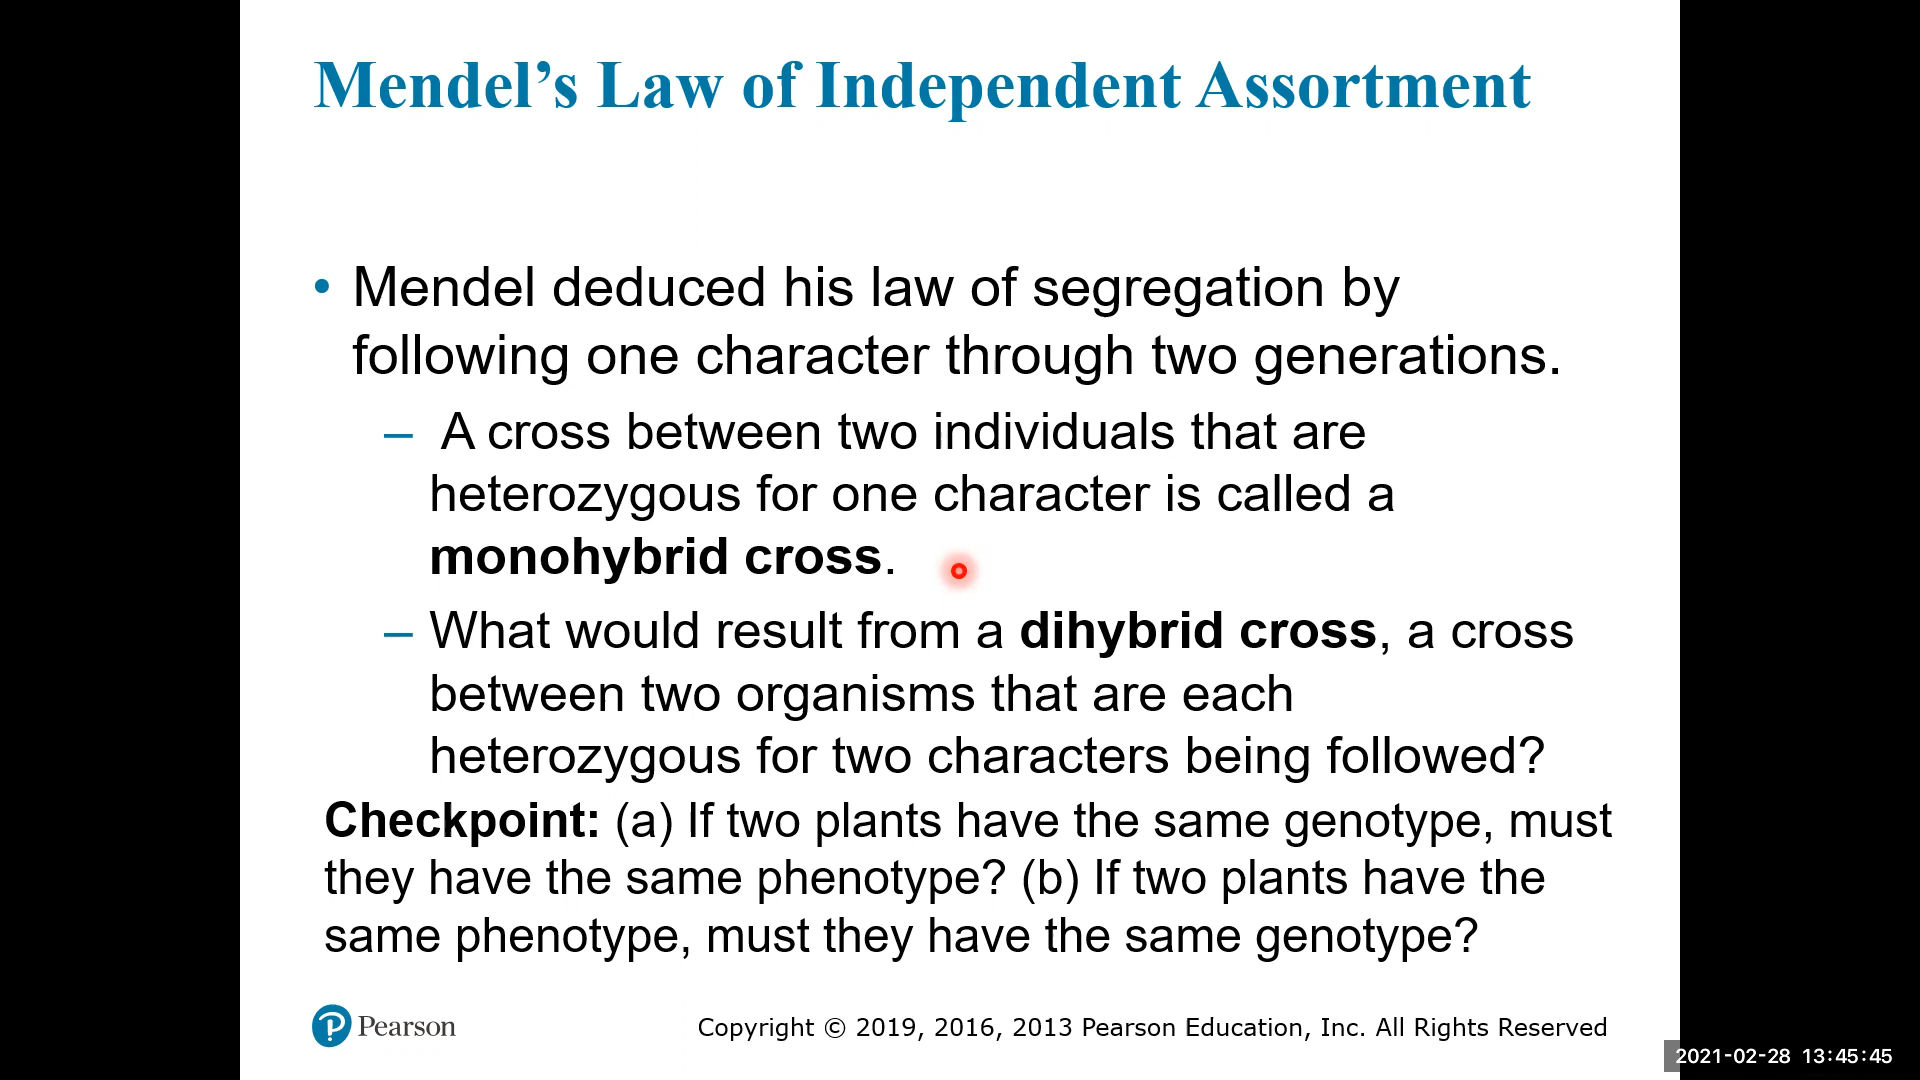 Mendel’s Law of Independent Assortment
• Mendel deduced his law of segregation by
following one character through two generations.
– A cross between two individuals that are
heterozygous for one character is called a
monohybrid cross.
– What would result from a dihybrid cross, a cross
between two organisms that are each
heterozygous for two characters being followed?
Checkpoint: (a) If two plants have the same genotype, must
they have the same phenotype? (b) If two plants have the
same phenotype, must they have the same genotype?
Pearson
Copyright © 2019, 2016, 2013 Pearson Education, Inc. All Rights Reserved
2021-02-28 13:45:45